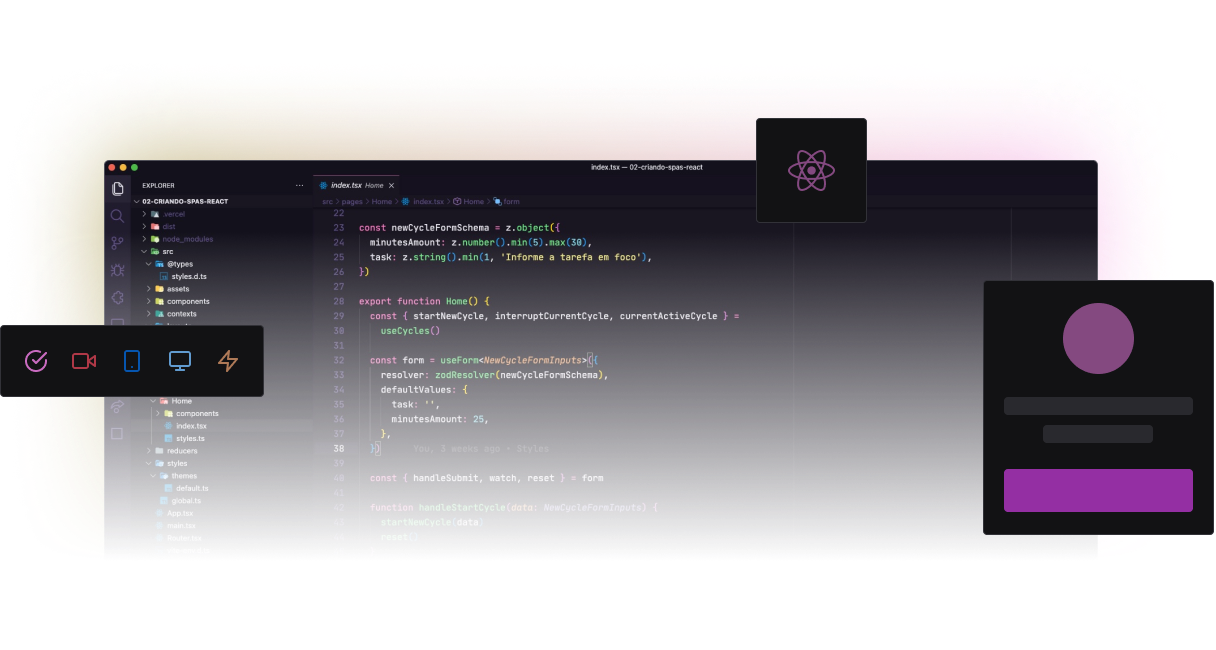 index.tsx — 02-criando-spas-react
EXPLORER
02-CRIANDO-SPAS-REACT
.vercel
dist
node_modules
src
@types
styles.d.ts
assets
components
contexts
Home
components
index.tsx
styles.ts
reducers
styles
themes
default.ts
global.ts
App.tsx
main.tsx
Router.tsx
index.tsx Home
src > pages > Home > index.tsx > Home > form
22
23 const newCycleFormSchema = z.object({
24 minutesAmount: z.number().min(5).max(30),
25 task: z.string().min(1, 'Informe a tarefa em foco'),
26 })
27
28 export function Home() {
29 const { startNewCycle, interruptCurrentCycle, currentActiveCycle } =
30 useCycles()
31
32 const form = useForm<NewCycleFormInputs>({
33 resolver: zodResolver(newCycleFormSchema),
34 defaultValues: {
35 task: '',
36 minutesAmount: 25,
37 },
38 }) You, 3 weeks ago • Styles
39
40 const { handleSubmit, watch, reset } = form
41
42 function handleStartCycle(data: NewCycleFormInputs) {
43 startNewCycle(data)
reset()